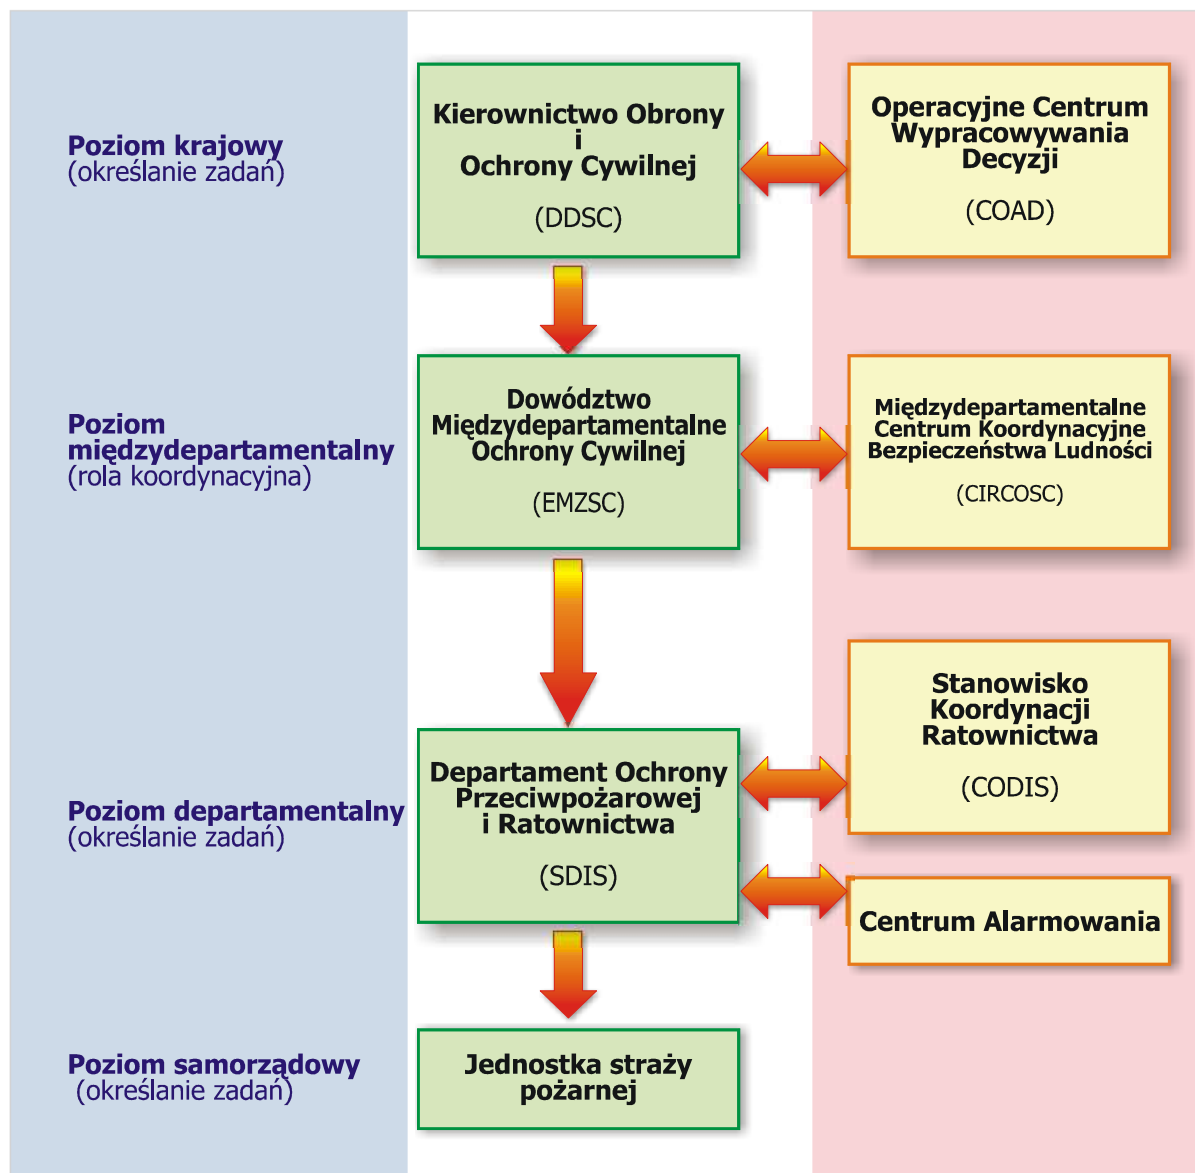 Poziom krajowy
(określanie zadań)
Kierownictwo Obrony
i
Ochrony Cywilnej
(DDSC)
Operacyjne Centrum
Wypracowywania
Decyzji
(COAD)
Poziom
międzydepartamentalny
(rola koordynacyjna)
Dowództwo
Międzydepartamentalne
Ochrony Cywilnej
(EMZSC)
Międzydepartamentalne
Centrum Koordynacyjne
Bezpieczeństwa Ludności
(CIRCOSC)
Poziom departamentalny
(określanie zadań)
Departament Ochrony
Przeciwpożarowej
i Ratownictwa
(SDIS)
Stanowisko
Koordynacji
Ratownictwa
(CODIS)
Centrum Alarmowania
Poziom samorządowy
(określanie zadań)
Jednostka straży
pożarnej